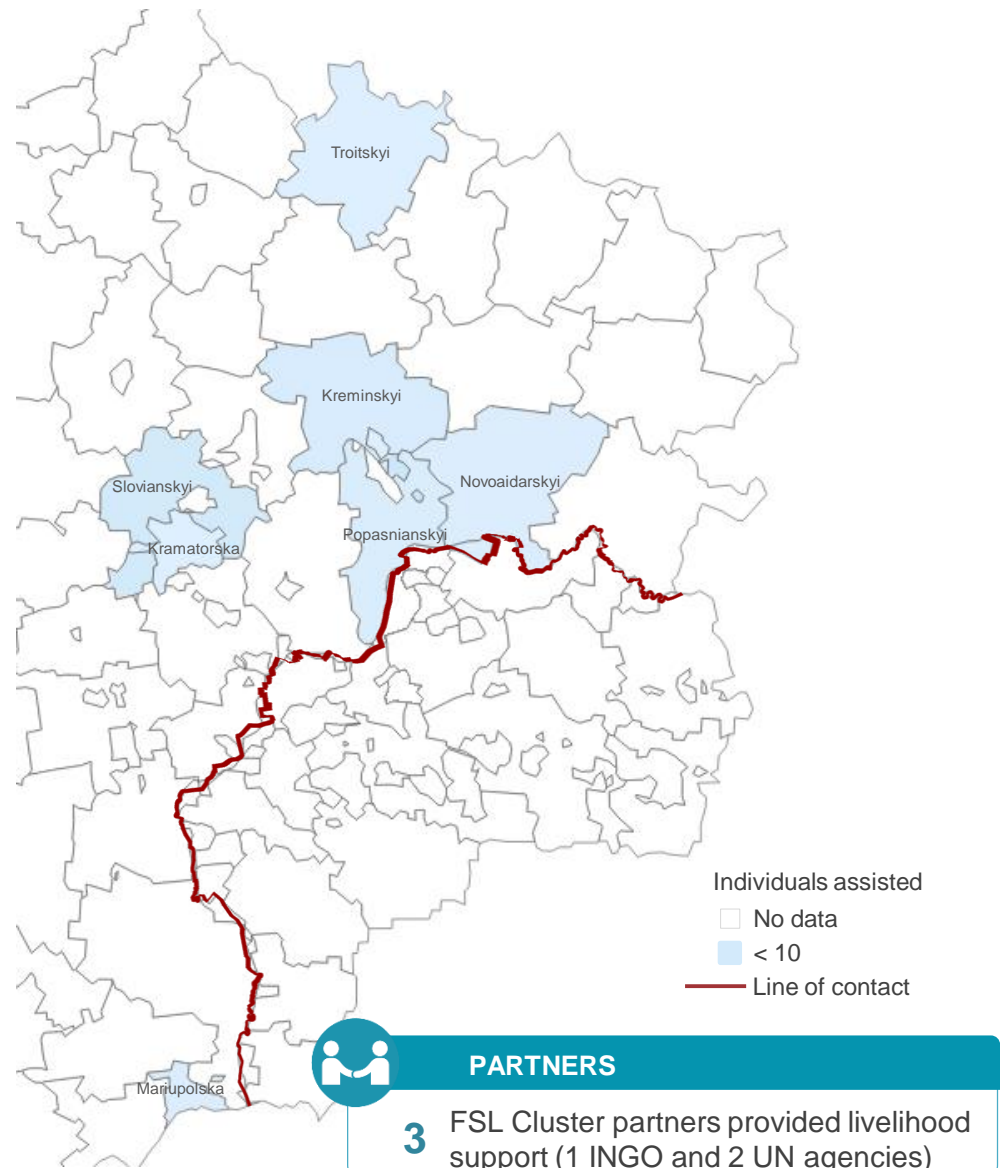 Troitskyi
Kreminskyi
Slovianskyi
Novoaidarskyi
Popasnianskyi
Kramatorska
Individuals assisted
No data
< 10
Line of contact
PARTNERS
Mariupolska
3 FSL Cluster partners provided livelihood
support (1 INGO and 2 UN agencies)